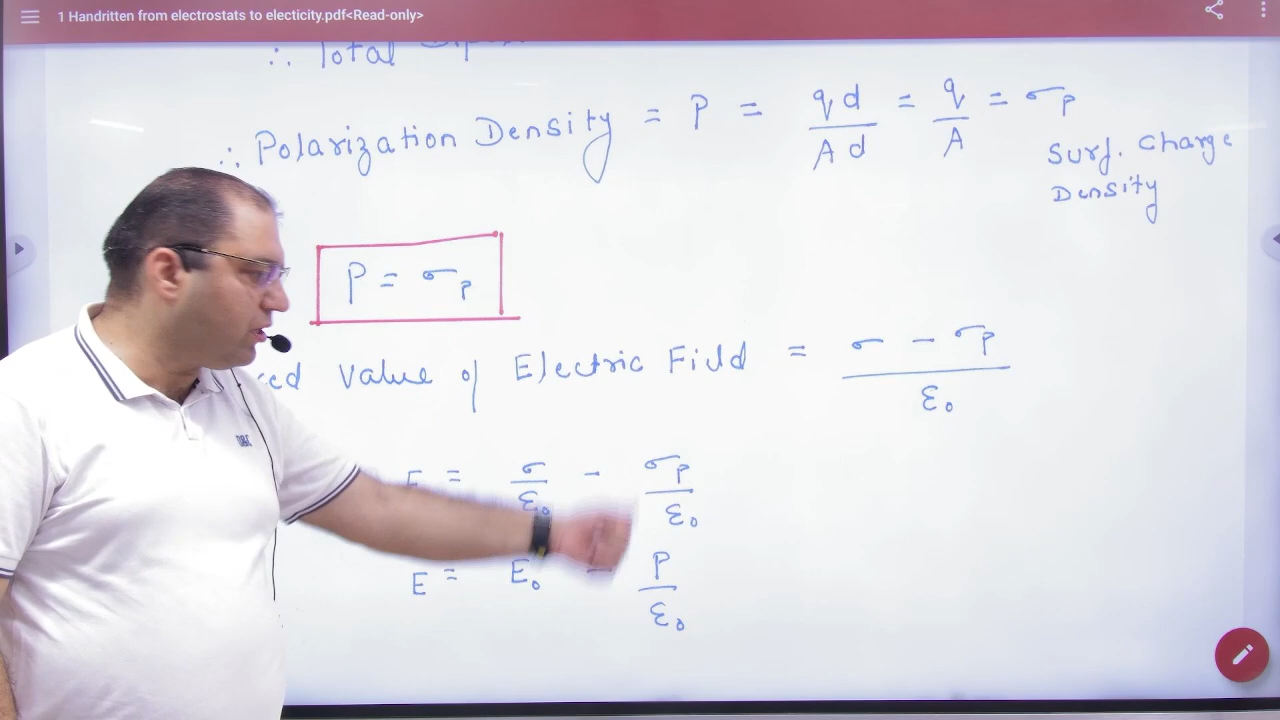 1 Handritten from electrostats to electicity.pdf<Read-only>
∴ Total
∴ Polarization Density = P = qd/Ad = q/A = σp
Surf. Charge
Density
P = σp
Value of Electric Field = σ - σp/ε₀
E = σ/ε₀ - σp/ε₀
E = E₀ - P/ε₀